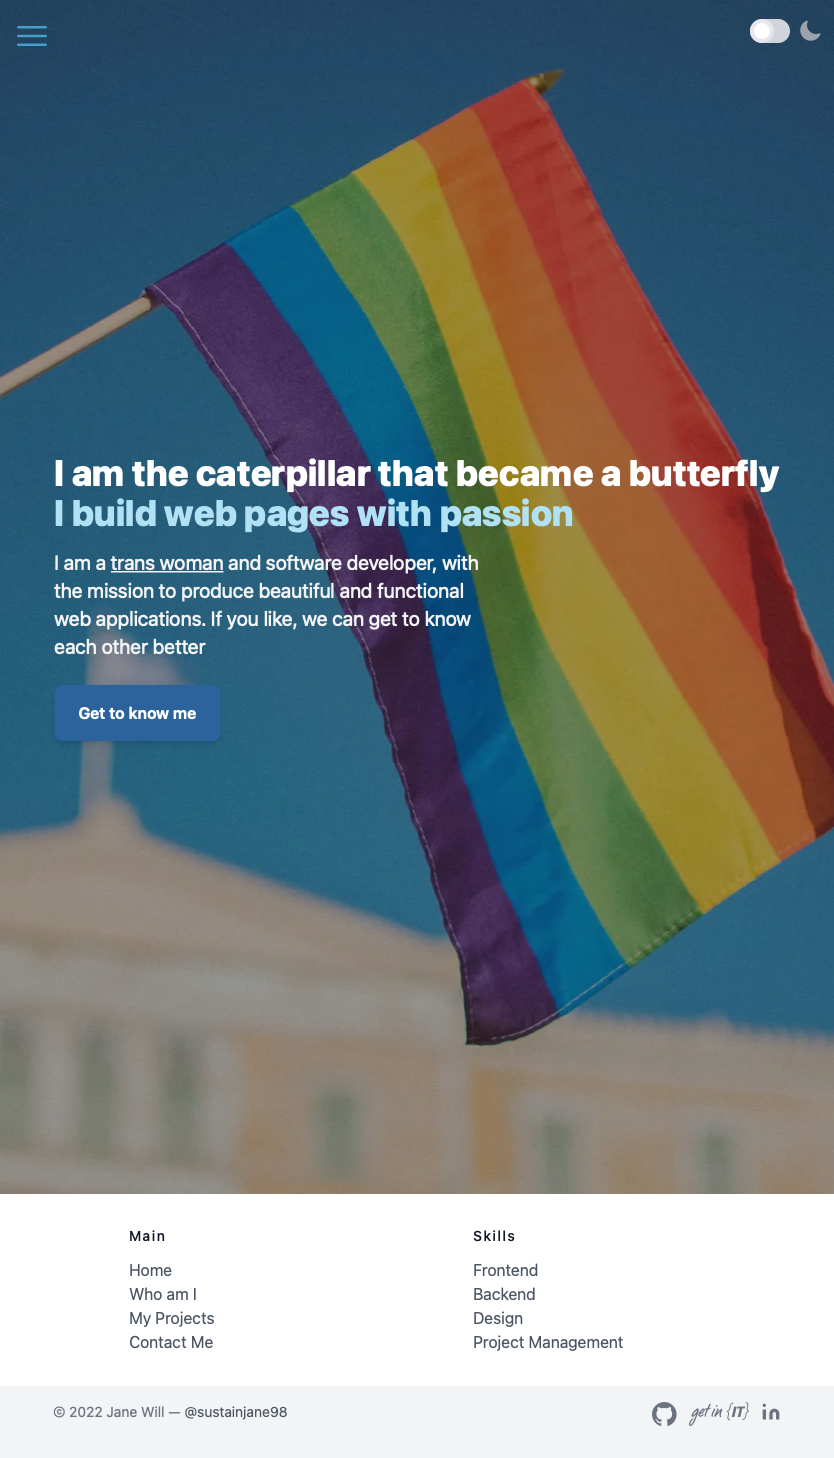 I am the caterpillar that became a butterfly
I build web pages with passion
I am a trans woman and software developer, with
the mission to produce beautiful and functional
web applications. If you like, we can get to know
each other better
Get to know me
Main
Home
Who am I
My Projects
Contact Me
Skills
Frontend
Backend
Design
Project Management
© 2022 Jane Will — @sustainjane98
get in {IT}
in